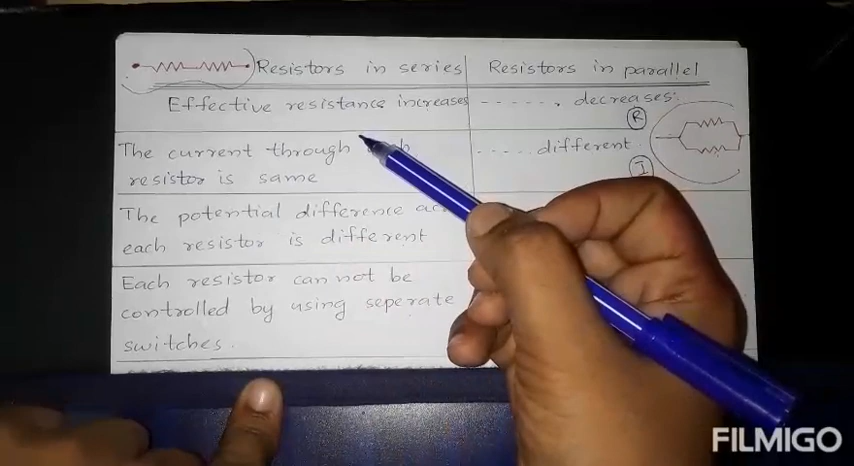 Resistors in series
Resistors in parallel
Effective resistance increases
-----, decreases:
R
The current through
resistor is same
----- different
I
The potential difference
each resistor is different
Each resistor can not be
controlled by using seperate
switches.
FILMIGO